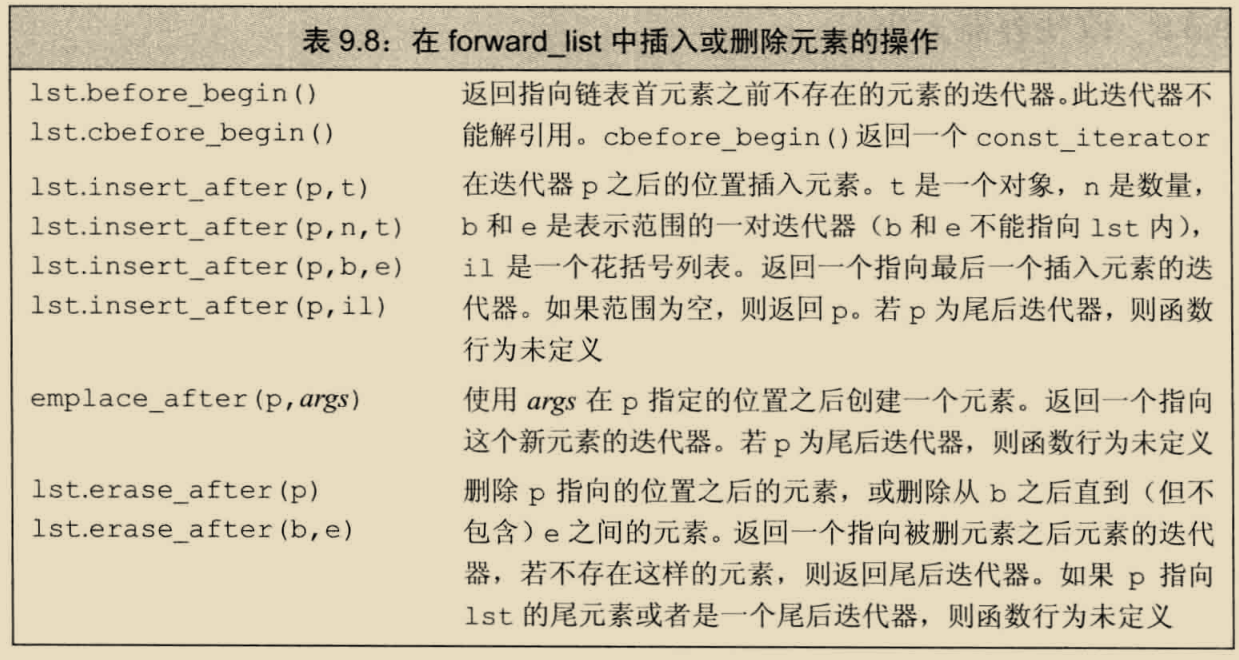 表 9.8：在 forward_list 中插入或删除元素的操作
lst.before_begin() 返回指向链表首元素之前不存在的元素的迭代器。此迭代器不
lst.cbefore_begin() 能解引用。cbefore_begin()返回一个 const_iterator
lst.insert_after(p,t) 在迭代器 p 之后的位置插入元素。t 是一个对象，n 是数量，
lst.insert_after(p,n,t) b 和 e 是表示范围的一对迭代器（b 和 e 不能指向 lst 内），
lst.insert_after(p,b,e) il 是一个花括号列表。返回一个指向最后一个插入元素的迭
lst.insert_after(p,il) 代器。如果范围为空，则返回 p。若 p 为尾后迭代器，则函数
行为未定义
emplace_after(p,args) 使用 args 在 p 指定的位置之后创建一个元素。返回一个指向
这个新元素的迭代器。若 p 为尾后迭代器，则函数行为未定义
lst.erase_after(p) 删除 p 指向的位置之后的元素，或删除从 b 之后直到（但不
lst.erase_after(b,e) 包含）e 之间的元素。返回一个指向被删元素之后元素的迭代
器，若不存在这样的元素，则返回尾后迭代器。如果 p 指向
lst 的尾元素或者是一个尾后迭代器，则函数行为未定义